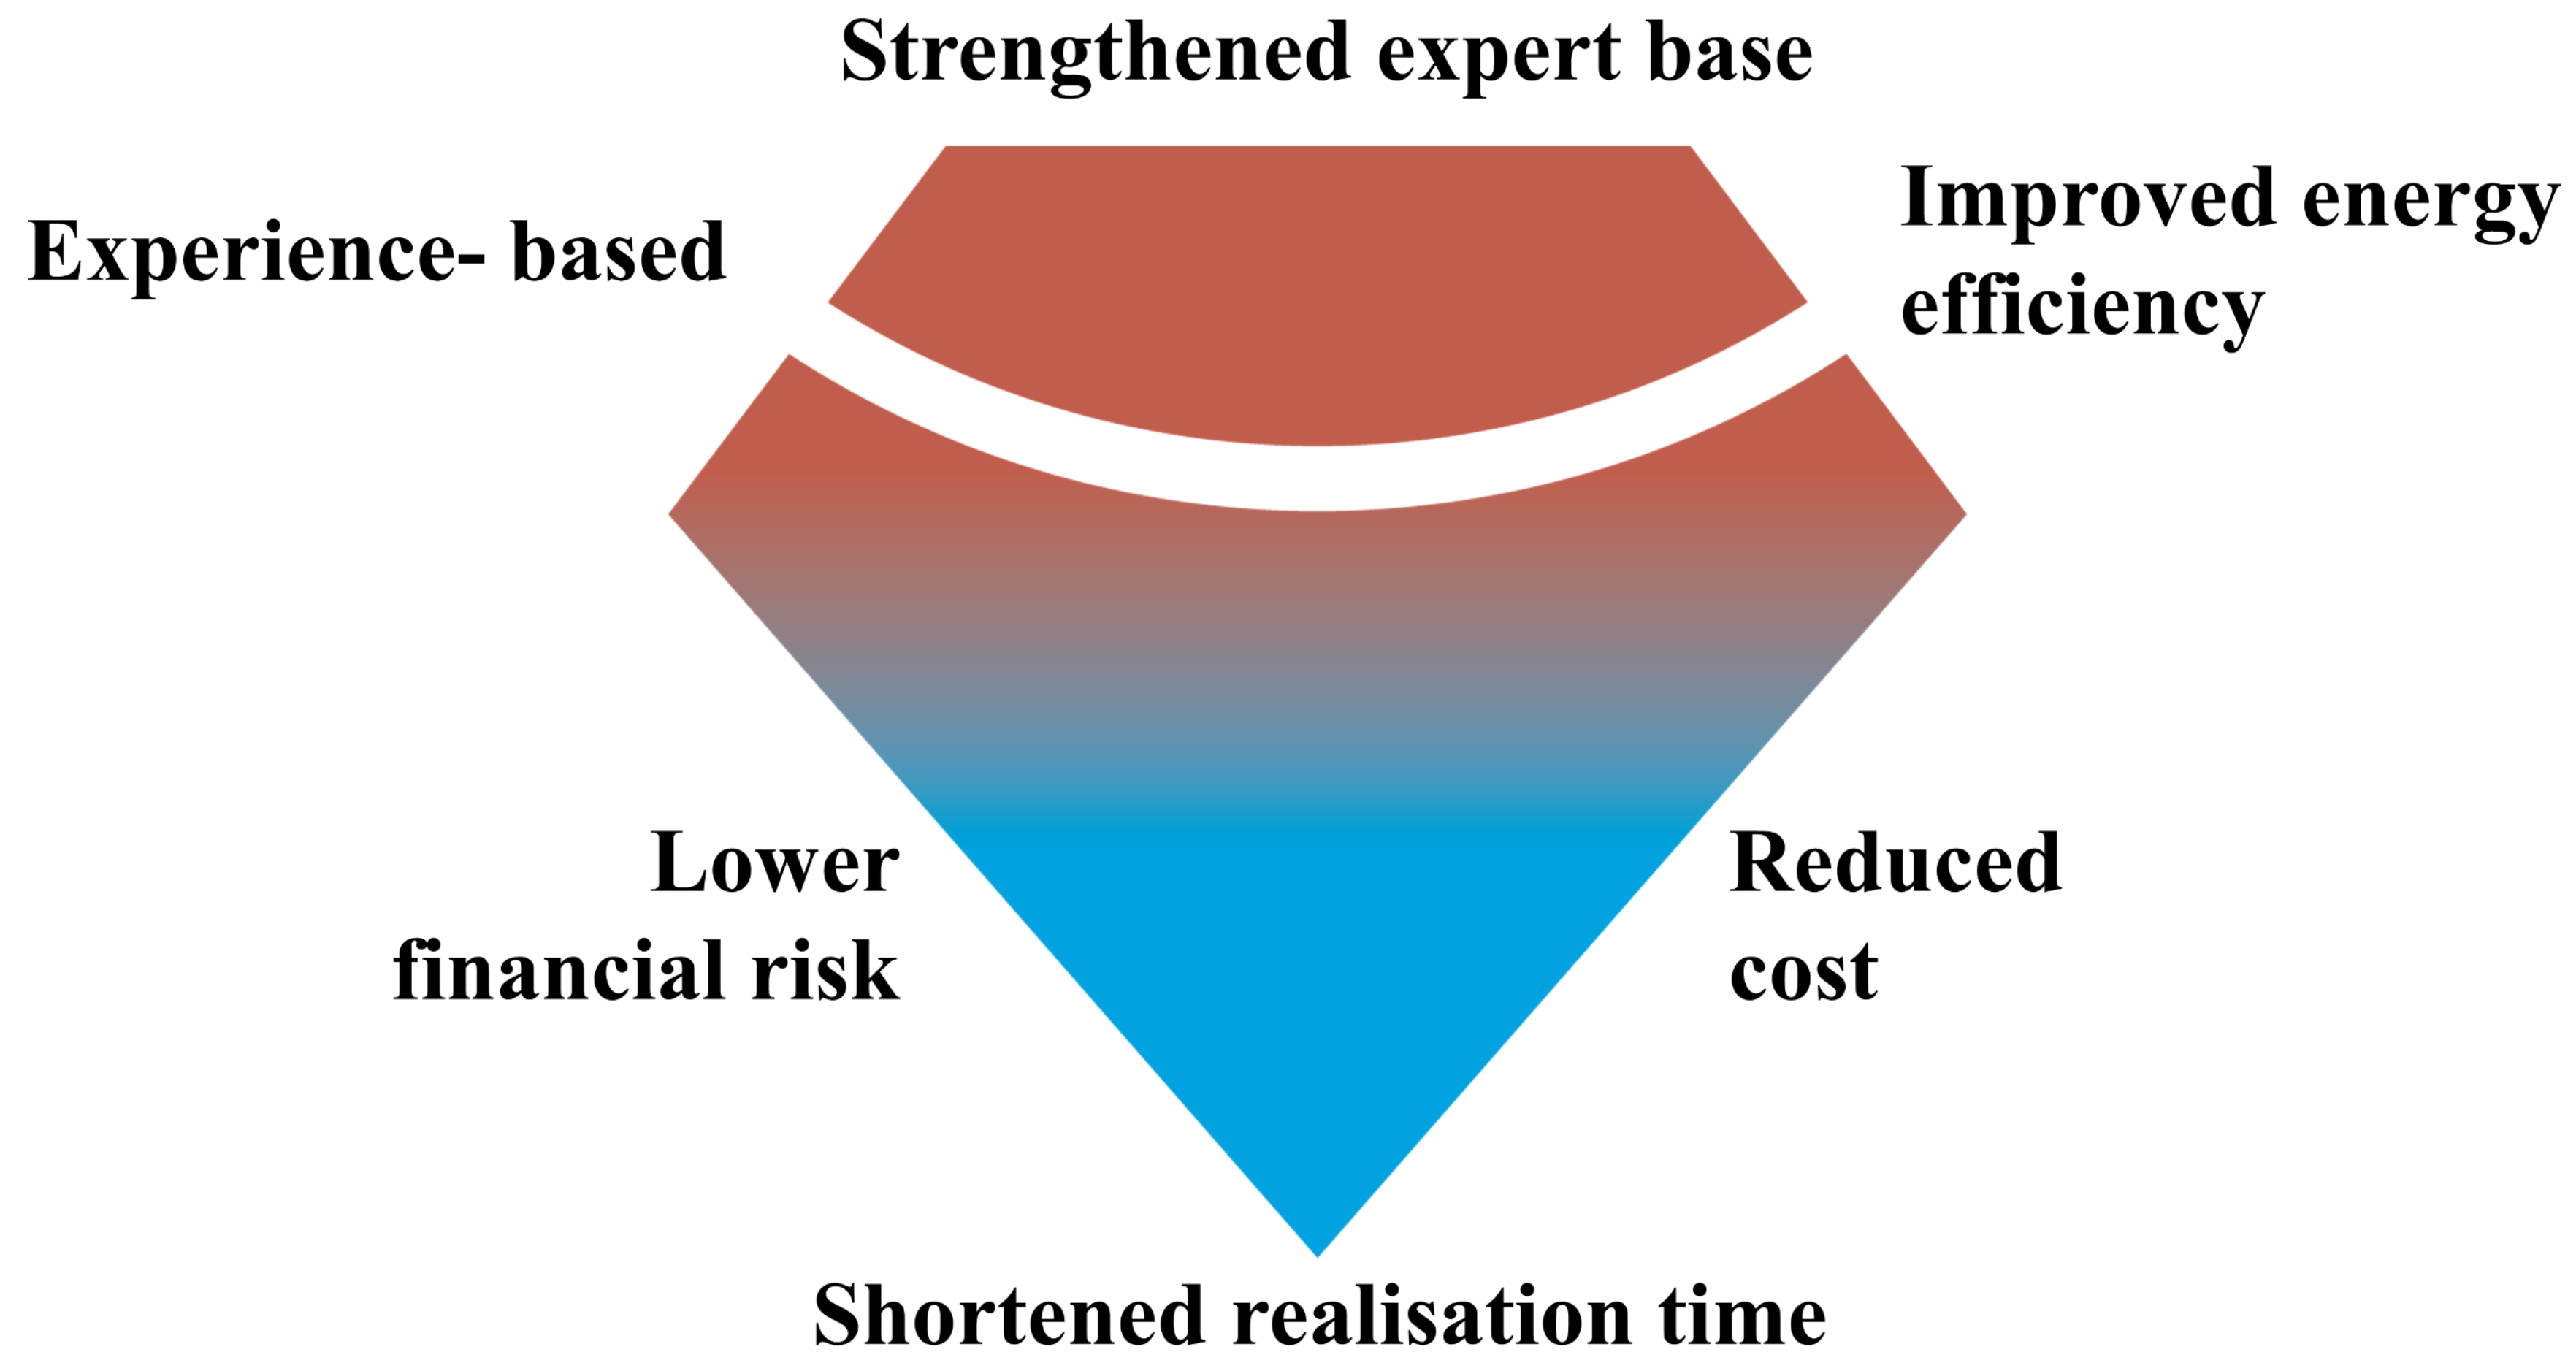 Strengthened expert base
Experience- based
Improved energy
efficiency
Lower
financial risk
Reduced
cost
Shortened realisation time